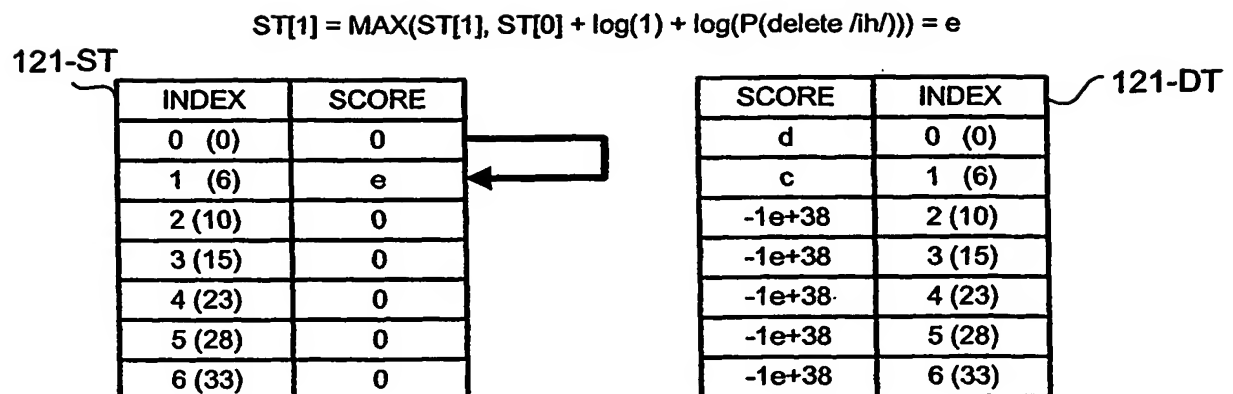 ST[1] = MAX(ST[1], ST[0] + log(1) + log(P(delete /ih/))) = e
121-ST
121-DT
INDEX SCORE SCORE INDEX
0 (0) 0 d 0 (0)
1 (6) e c 1 (6)
2 (10) 0 -1e+38 2 (10)
3 (15) 0 -1e+38 3 (15)
4 (23) 0 -1e+38 4 (23)
5 (28) 0 -1e+38 5 (28)
6 (33) 0 -1e+38 6 (33)